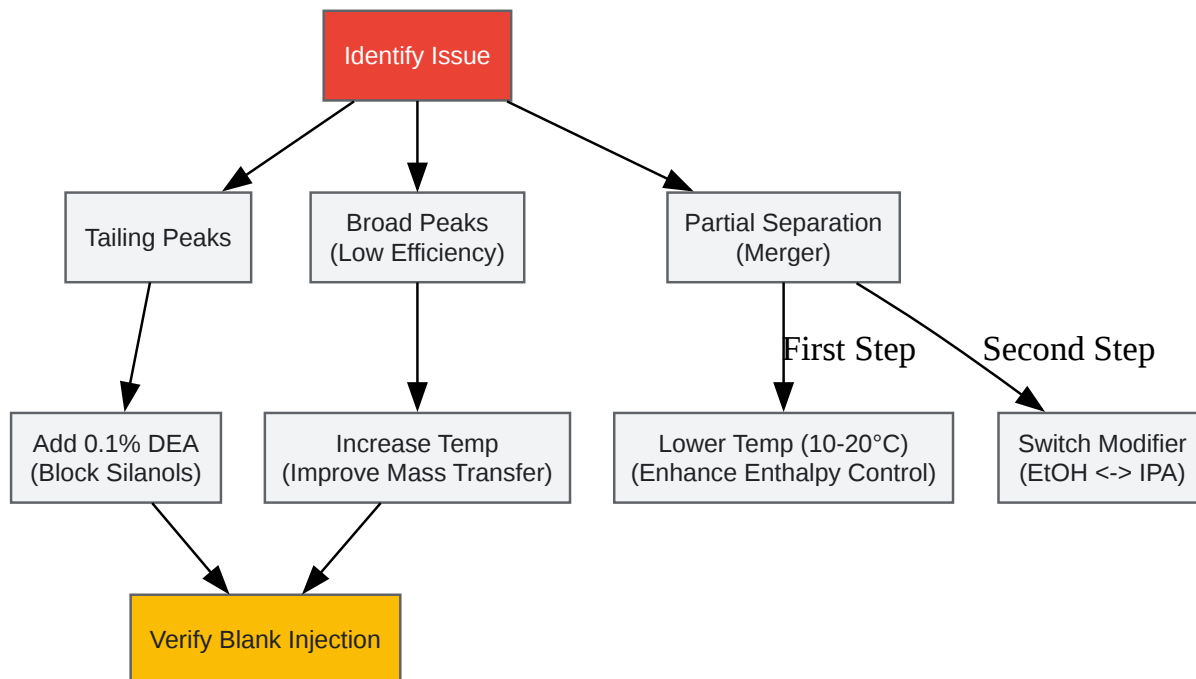 Identify Issue
Tailing Peaks
Broad Peaks
(Low Efficiency)
Partial Separation
(Merger)
First Step
Second Step
Add 0.1% DEA
(Block Silanols)
Increase Temp
(Improve Mass Transfer)
Lower Temp (10-20°C)
(Enhance Enthalpy Control)
Switch Modifier
(EtOH <-> IPA)
Verify Blank Injection